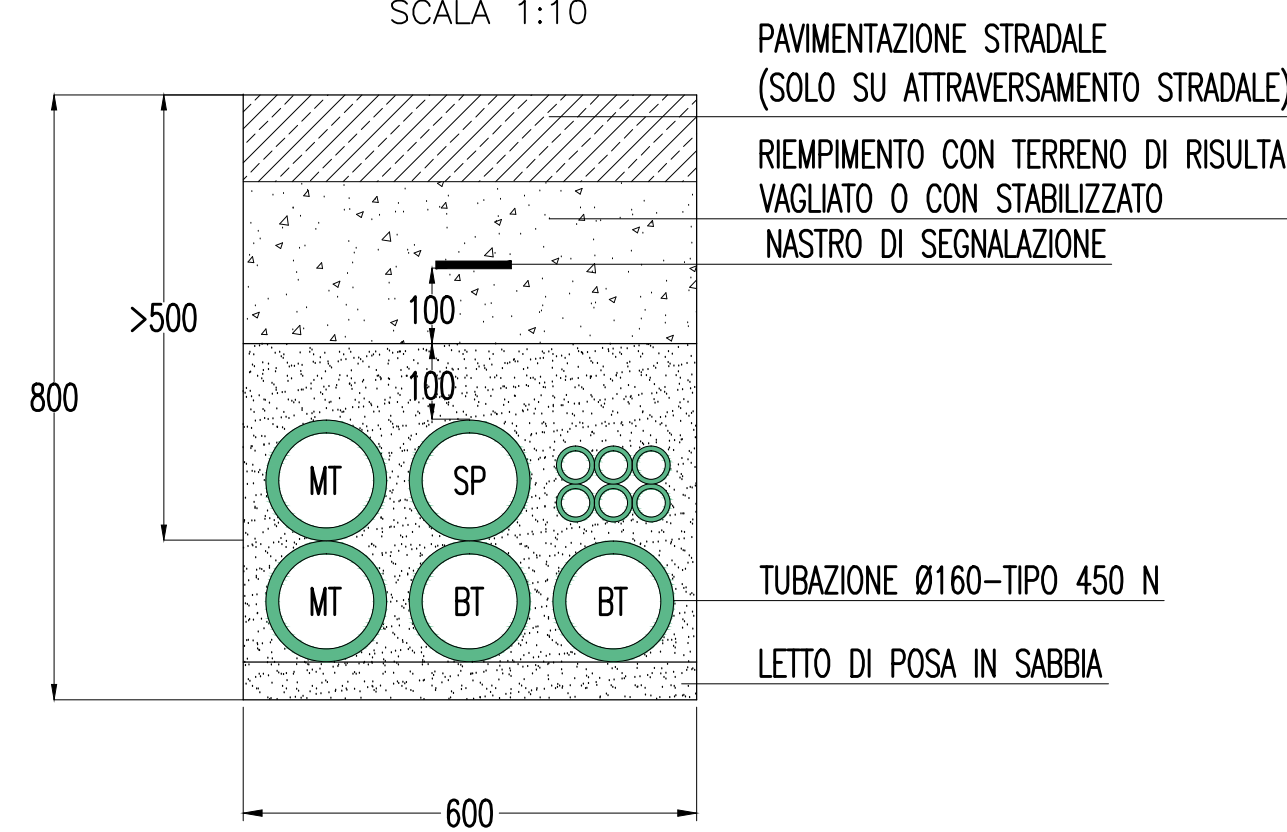 SCALA 1:10
PAVIMENTAZIONE STRADALE
(SOLO SU ATTRAVERSAMENTO STRADALE)
RIEMPIMENTO CON TERRENO DI RISULTA
VAGLIATO O CON STABILIZZATO
NASTRO DI SEGNALAZIONE
100
>500
100
800
MT
SP
MT
BT
BT
TUBAZIONE Ø160-TIPO 450 N
LETTO DI POSA IN SABBIA
600